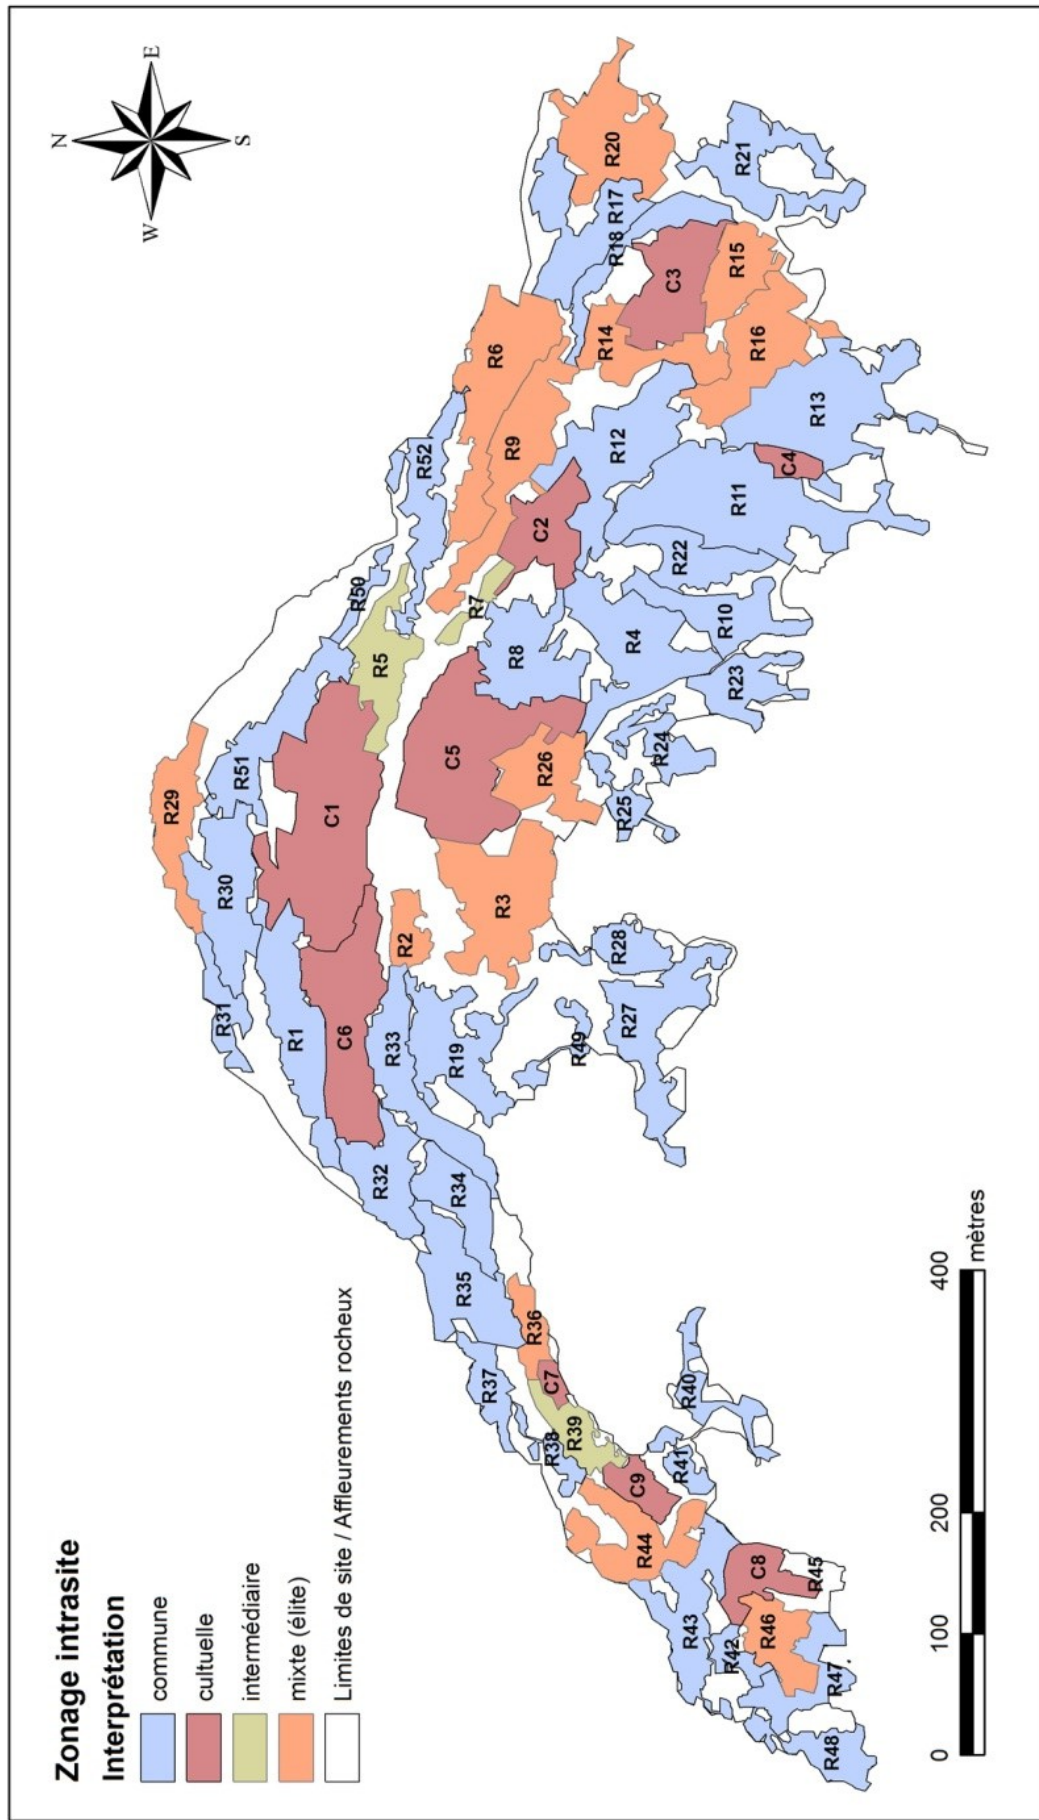 Zonage intrasite
Interprétation
commune
cultuelle
intermédiaire
mixte (élite)
Limites de site / Affleurements rocheux
N
W
E
S
R29
R31
R30
R51
R50
R1
C1
R5
R52
R6
C6
R2
R33
R32
R19
R34
R35
R37
R38
R36
C7
R39
C9
R44
R41
R40
R43
R42
C8
R45
R46
R47
R48
R3
C5
R26
R8
R7
C2
R9
R12
R4
R25
R24
R23
R10
R22
R11
C4
R13
R16
R15
R14
C3
R18
R17
R20
R21
R28
R27
R49
0
100
200
400
mètres